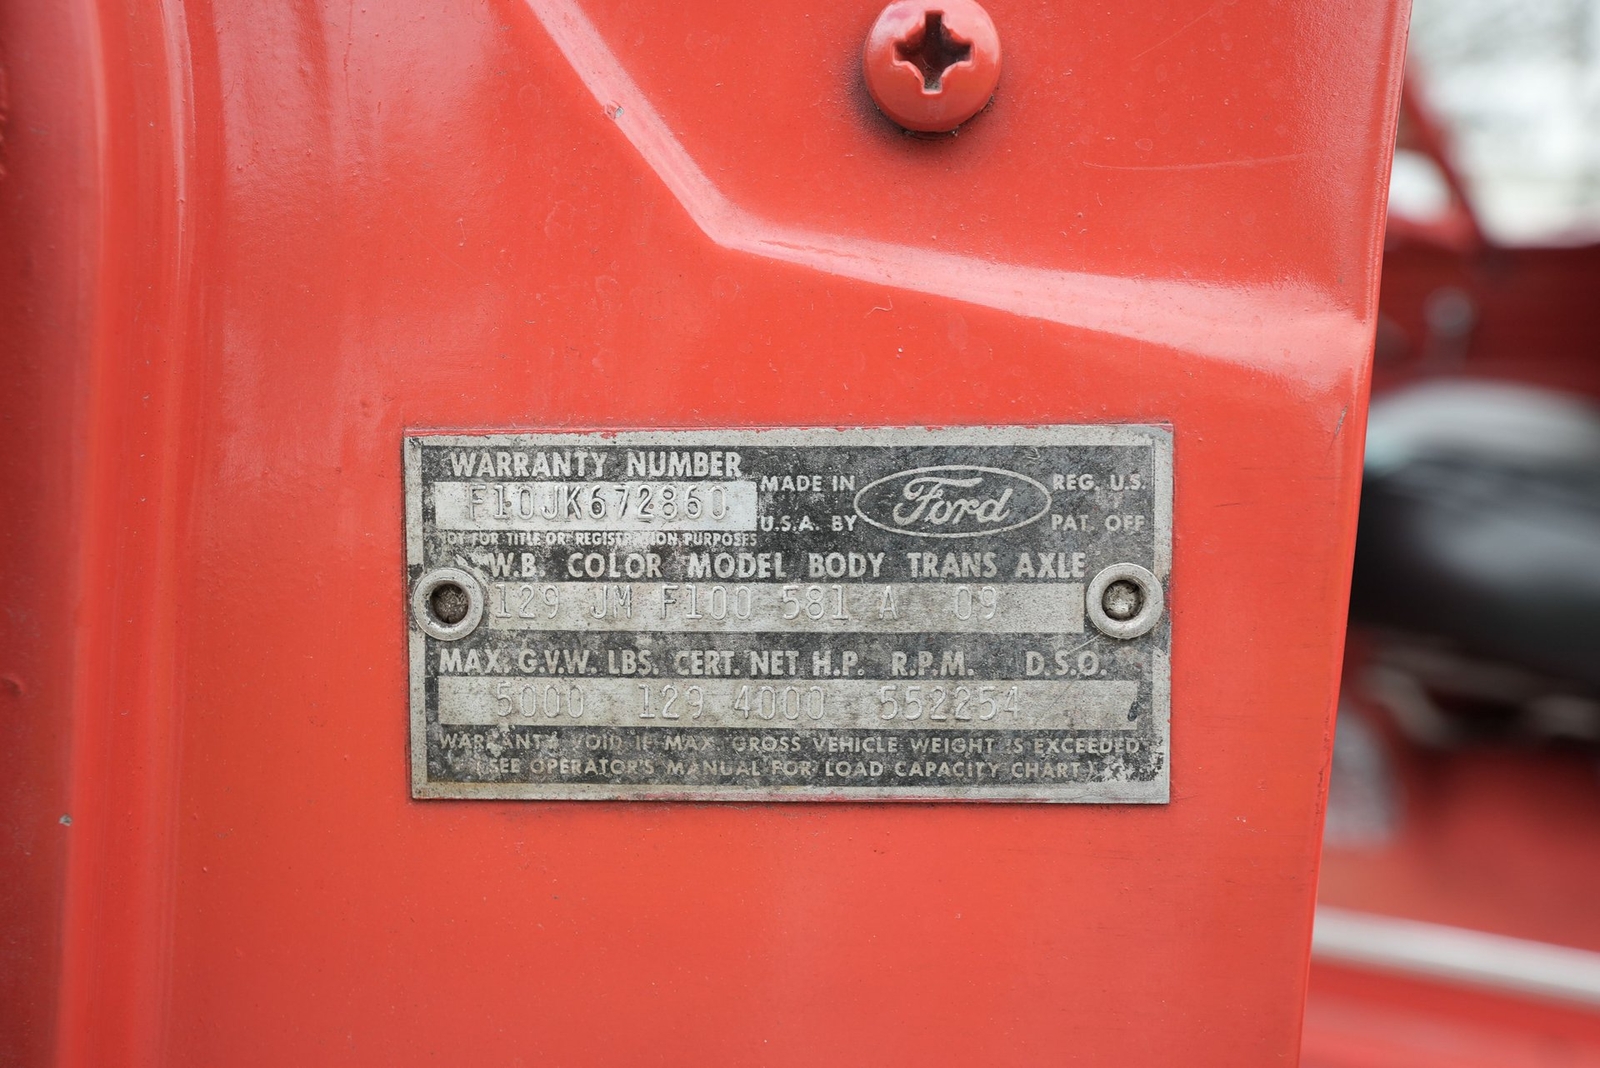 WARRANTY NUMBER
F10JK672860
MADE IN U.S.A. BY
Ford
REG. U.S. PAT. OFF
NOT FOR TITLE OR REGISTRATION PURPOSES
W.B. COLOR MODEL BODY TRANS AXLE
129 JM F100 581 A 09
MAX. G.V.W. LBS. CERT. NET H.P. R.P.M. D.S.O.
5000 129 4000 552254
WARRANTY VOID IF MAX. GROSS VEHICLE WEIGHT IS EXCEEDED
(SEE OPERATOR'S MANUAL FOR LOAD CAPACITY CHART)